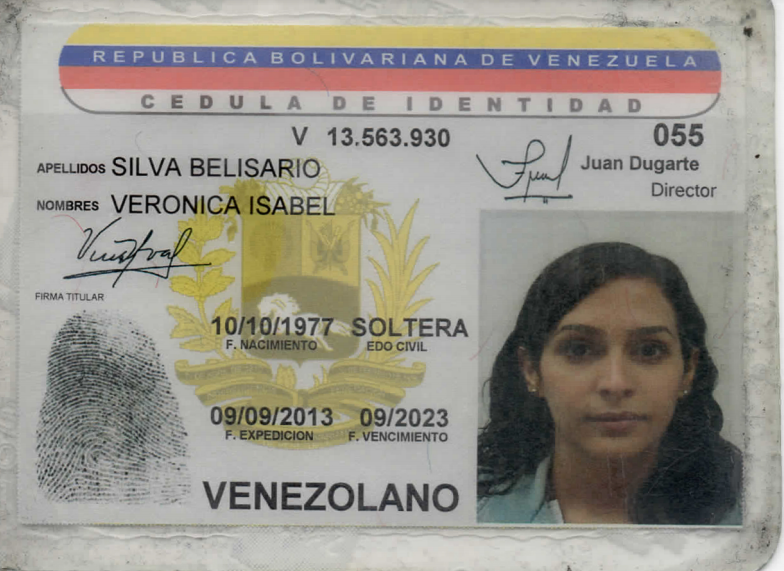 REPUBLICA BOLIVARIANA DE VENEZUELA
CEDULA DE IDENTIDAD
V 13.563.930 055
APELLIDOS SILVA BELISARIO
Juan Dugarte
Director
NOMBRES VERONICA ISABEL
FIRMA TITULAR
10/10/1977 SOLTERA
F. NACIMIENTO EDO CIVIL
09/09/2013 09/2023
F. EXPEDICION F. VENCIMIENTO
VENEZOLANO